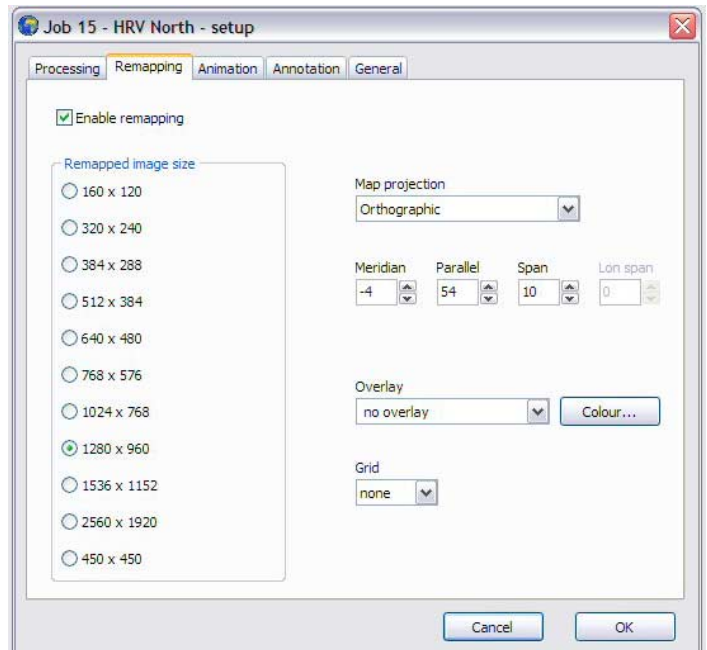 Job 15 - HRV North - setup
Processing Remapping Animation Annotation General
Enable remapping
Remapped image size
160 x 120
320 x 240
384 x 288
512 x 384
640 x 480
768 x 576
1024 x 768
1280 x 960
1536 x 1152
2560 x 1920
450 x 450
Map projection
Orthographic
Meridian Parallel Span Lon span
-4 54 10 0
Overlay
no overlay Colour...
Grid
none
Cancel OK